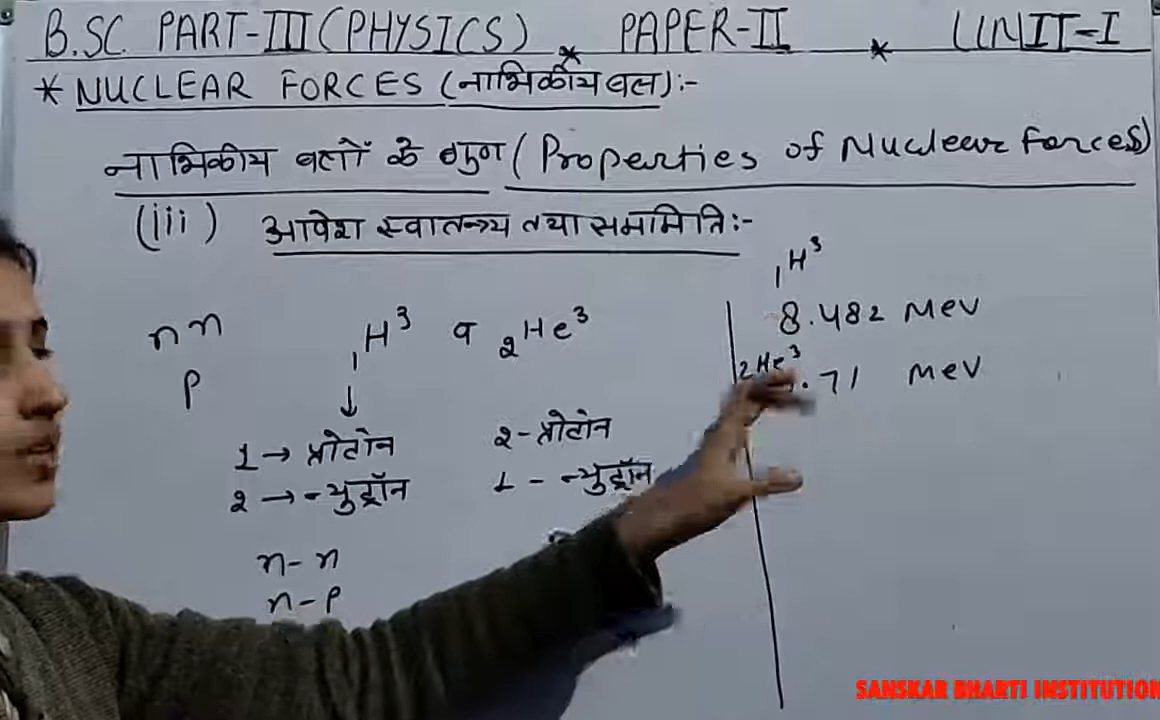 B.SC. PART-III (PHYSICS) * PAPER-II * UNIT-I
* NUCLEAR FORCES (नाभिकीय बल):-
नाभिकीय बलों के गुण (Properties of Nuclear forces)
(iii) आवेश स्वातन्त्र्य तथा सममिति:-
n n
p
₁H³ व ₂He³
↓
1 → प्रोटोन
2 → न्युट्रॉन
n - n
n - p
2 - प्रोटोन
1 - न्युट्रॉन
₁H³
8.482 Mev
₂He³
.71 Mev
SANSKAR BHARTI INSTITUTION